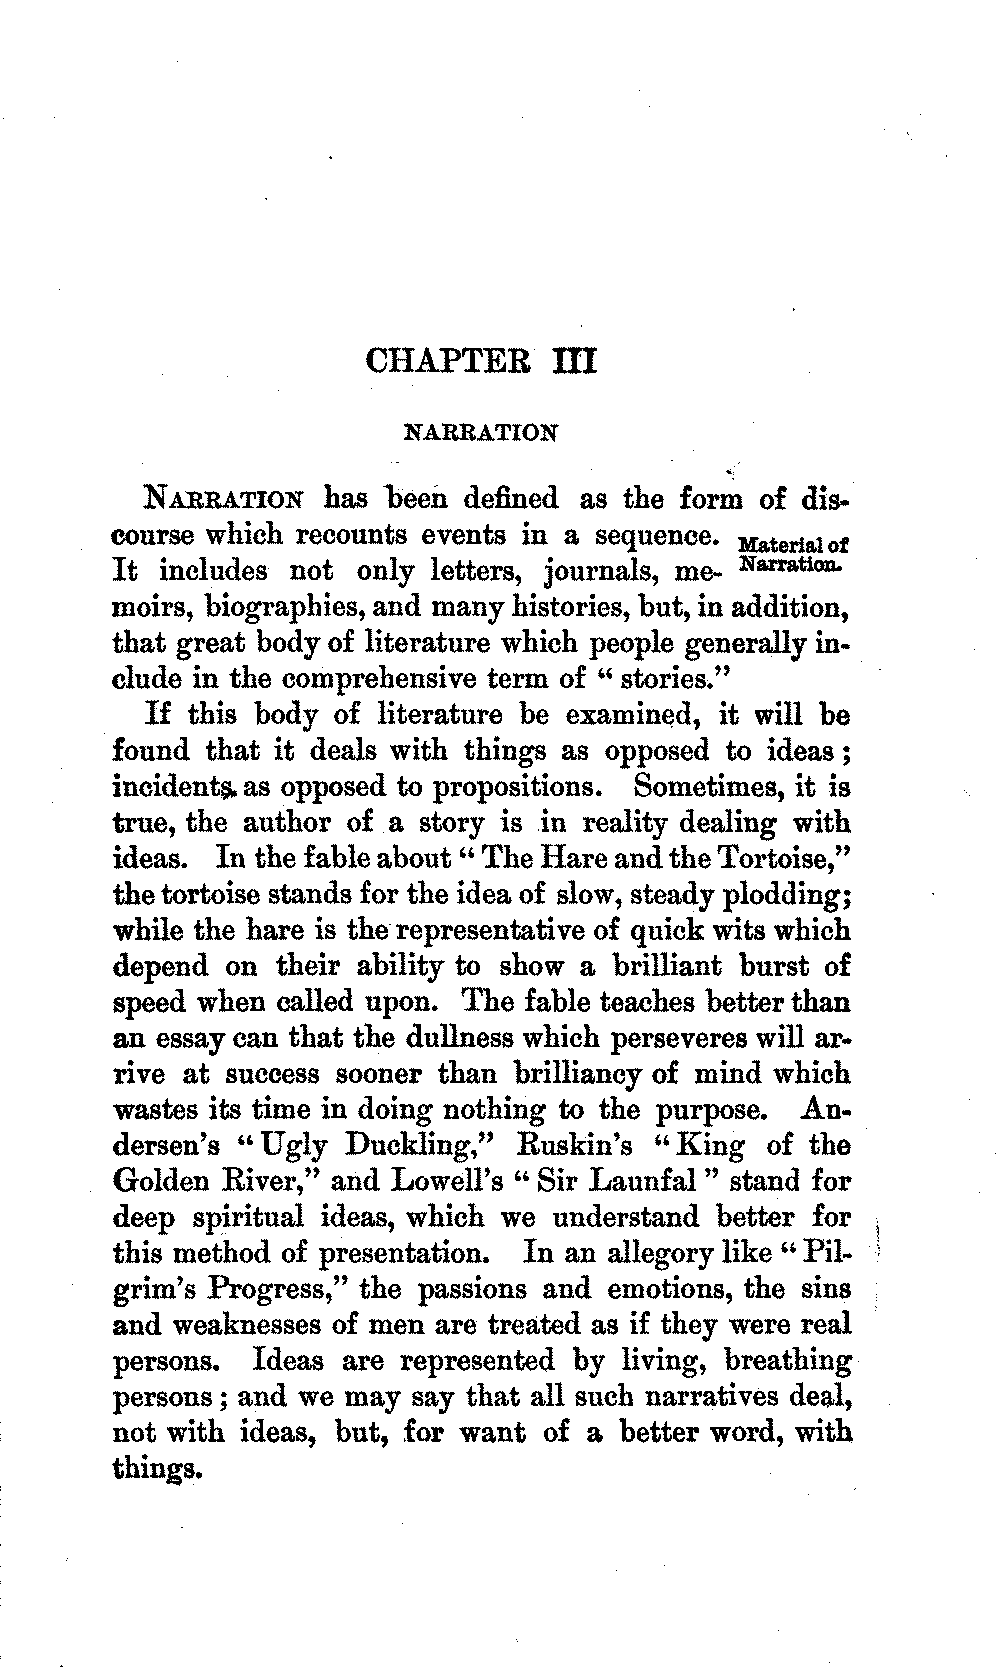 CHAPTER III
NARRATION
NARRATION has been defined as the form of dis-
course which recounts events in a sequence.
Material of
Narration.
It includes not only letters, journals, me-
moirs, biographies, and many histories, but, in addition,
that great body of literature which people generally in-
clude in the comprehensive term of “ stories.”
If this body of literature be examined, it will be
found that it deals with things as opposed to ideas ;
incidents as opposed to propositions. Sometimes, it is
true, the author of a story is in reality dealing with
ideas. In the fable about “ The Hare and the Tortoise,”
the tortoise stands for the idea of slow, steady plodding;
while the hare is the representative of quick wits which
depend on their ability to show a brilliant burst of
speed when called upon. The fable teaches better than
an essay can that the dullness which perseveres will ar-
rive at success sooner than brilliancy of mind which
wastes its time in doing nothing to the purpose. An-
dersen’s “ Ugly Duckling,” Ruskin’s “ King of the
Golden River,” and Lowell’s “ Sir Launfal ” stand for
deep spiritual ideas, which we understand better for
this method of presentation. In an allegory like “ Pil-
grim’s Progress,” the passions and emotions, the sins
and weaknesses of men are treated as if they were real
persons. Ideas are represented by living, breathing
persons ; and we may say that all such narratives deal,
not with ideas, but, for want of a better word, with
things.